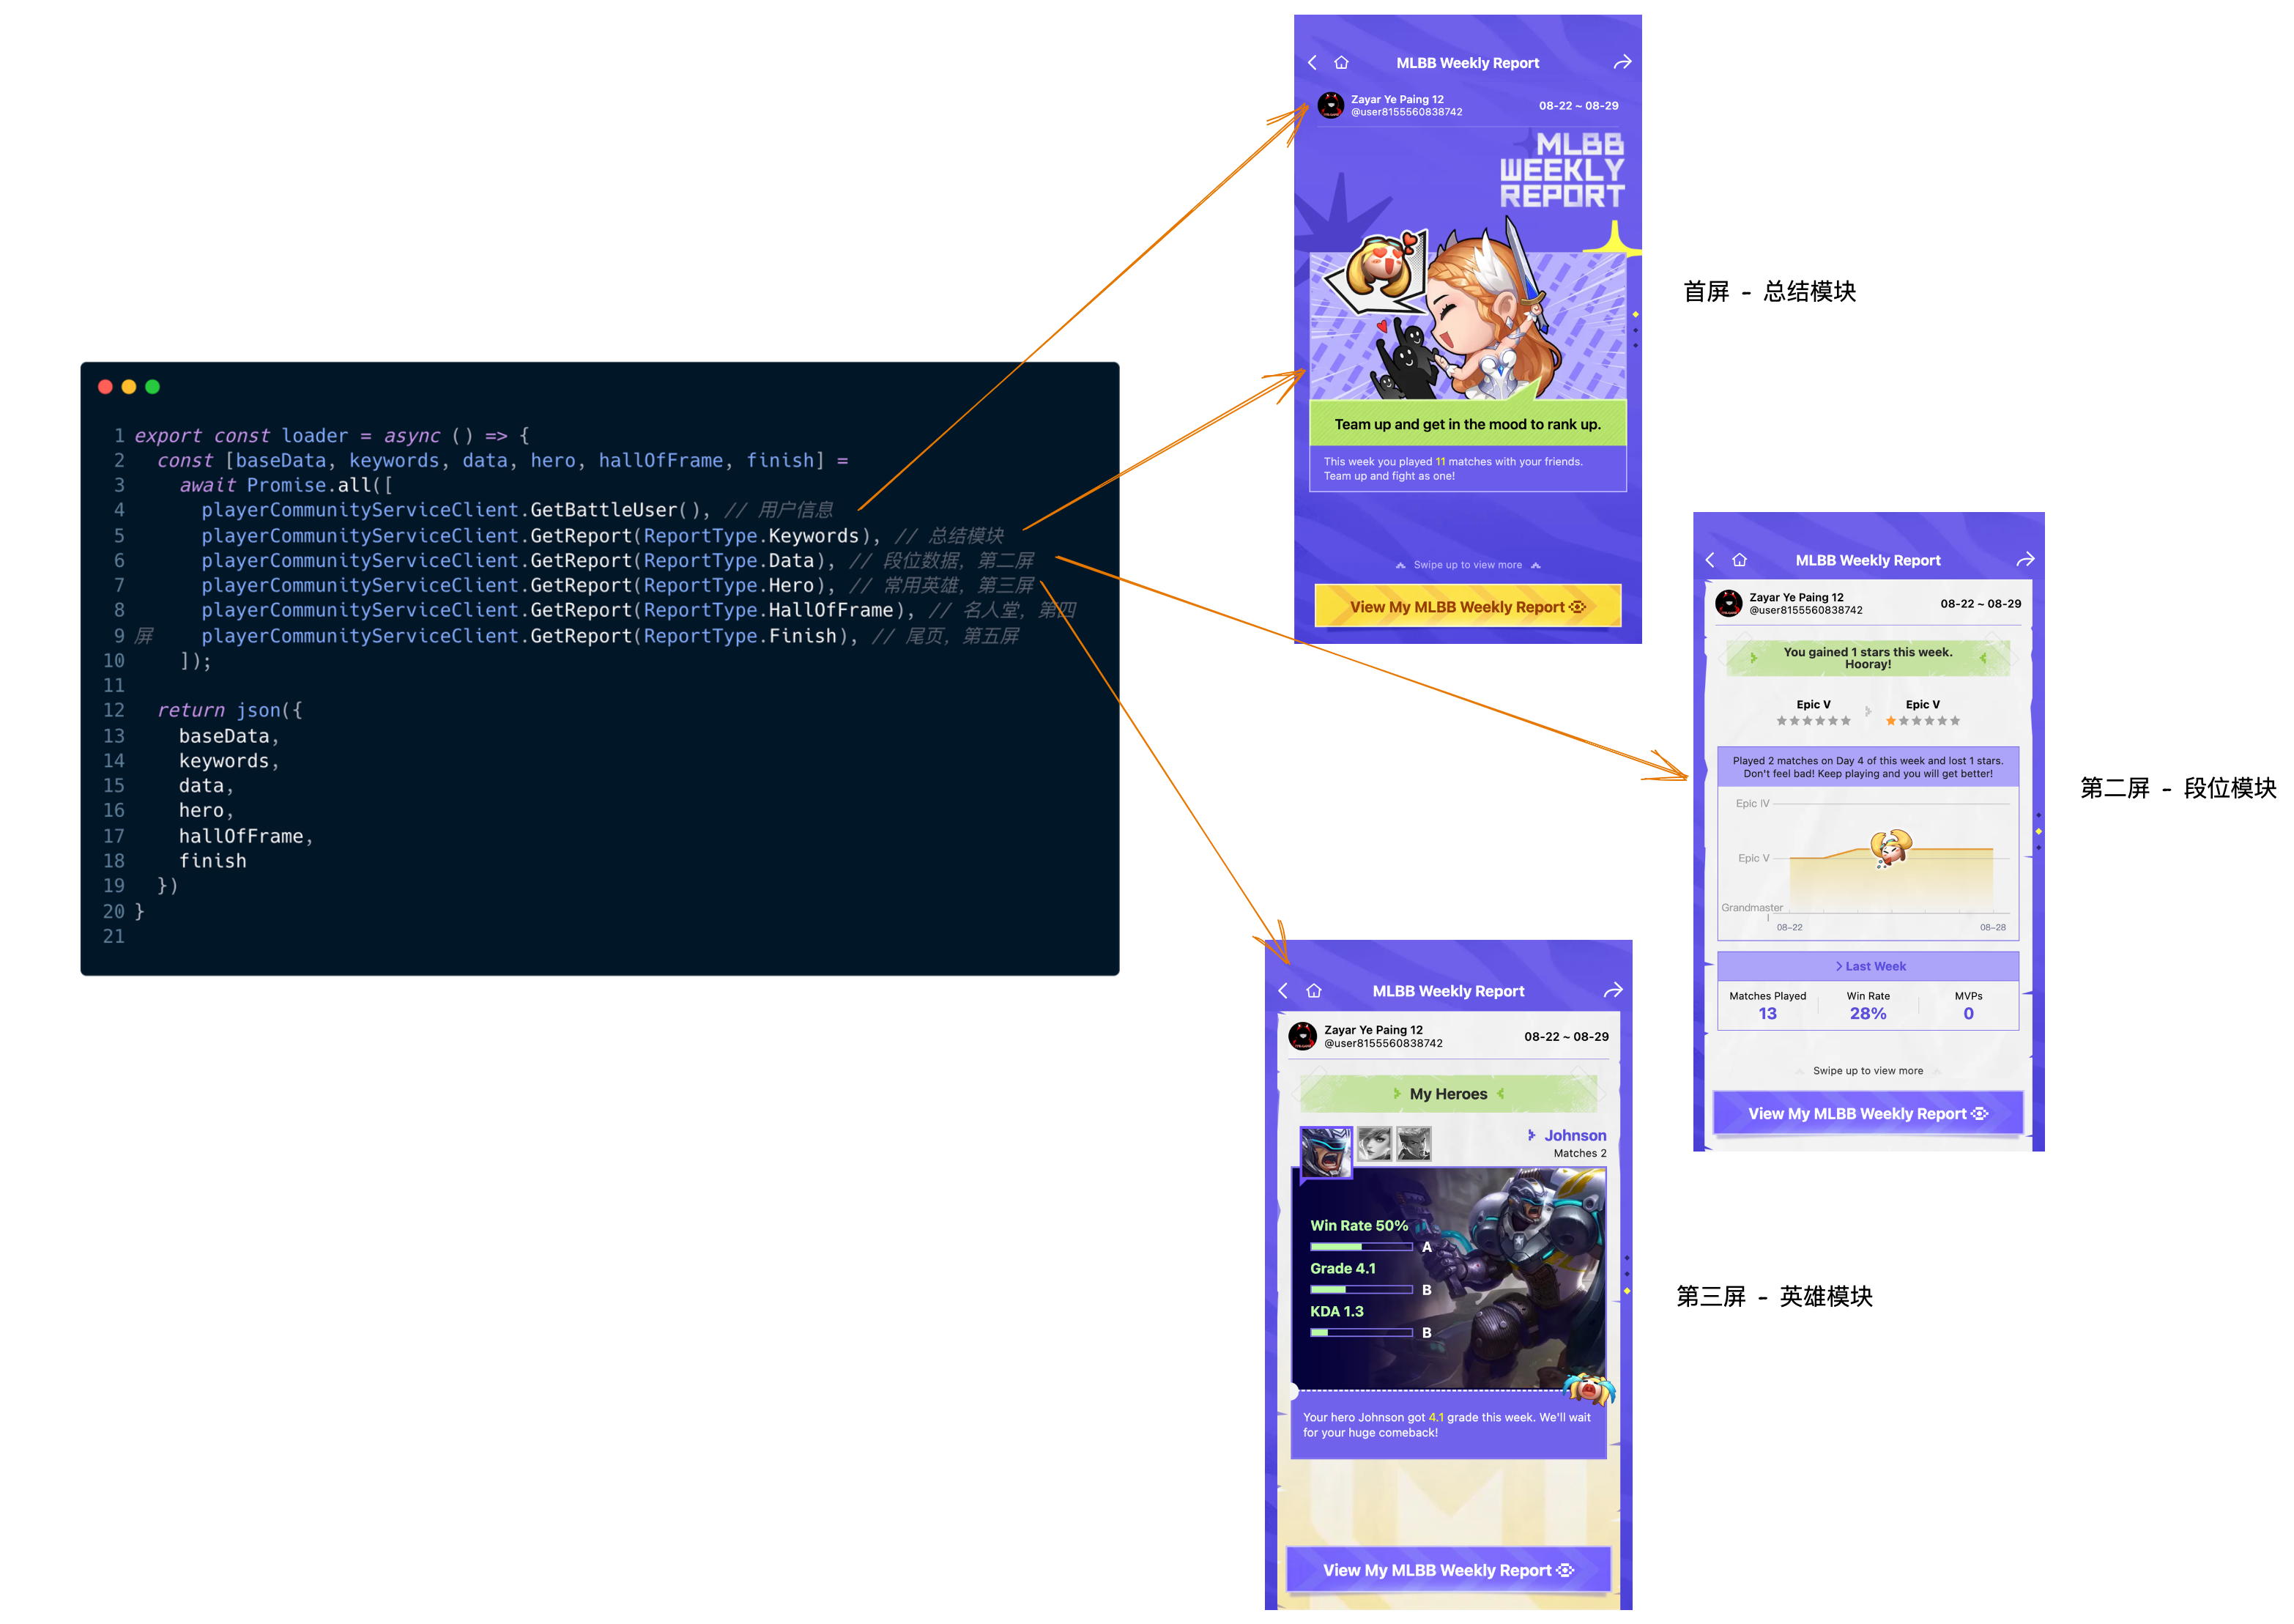 1 export const loader = async () => {
2 const [baseData, keywords, data, hero, hallOfFrame, finish] =
3 await Promise.all([
4 playerCommunityServiceClient.GetBattleUser(), // 用户信息
5 playerCommunityServiceClient.GetReport(ReportType.Keywords), // 总结模块
6 playerCommunityServiceClient.GetReport(ReportType.Data), // 段位数据，第二屏
7 playerCommunityServiceClient.GetReport(ReportType.Hero), // 常用英雄，第三屏
8 playerCommunityServiceClient.GetReport(ReportType.HallOfFrame), // 名人堂，第四
9 屏 playerCommunityServiceClient.GetReport(ReportType.Finish), // 尾页，第五屏
10 ]);
11
12 return json({
13 baseData,
14 keywords,
15 data,
16 hero,
17 hallOfFrame,
18 finish
19 })
20 }
21
MLBB Weekly Report
Zayar Ye Paing 12
@user8155560838742
08-22 ~ 08-29
MLBB
WEEKLY
REPORT
Team up and get in the mood to rank up.
This week you played 11 matches with your friends.
Team up and fight as one!
Swipe up to view more
View My MLBB Weekly Report
首屏 - 总结模块
MLBB Weekly Report
Zayar Ye Paing 12
@user8155560838742
08-22 ~ 08-29
You gained 1 stars this week.
Hooray!
Epic V
Epic V
Played 2 matches on Day 4 of this week and lost 1 stars.
Don't feel bad! Keep playing and you will get better!
Epic IV
Epic V
Grandmaster
I
08-22
08-28
Last Week
Matches Played
Win Rate
MVPs
13
28%
0
Swipe up to view more
View My MLBB Weekly Report
第二屏 - 段位模块
MLBB Weekly Report
Zayar Ye Paing 12
@user8155560838742
08-22 ~ 08-29
My Heroes
Johnson
Matches 2
Win Rate 50%
A
Grade 4.1
B
KDA 1.3
B
Your hero Johnson got 4.1 grade this week. We'll wait
for your huge comeback!
View My MLBB Weekly Report
第三屏 - 英雄模块